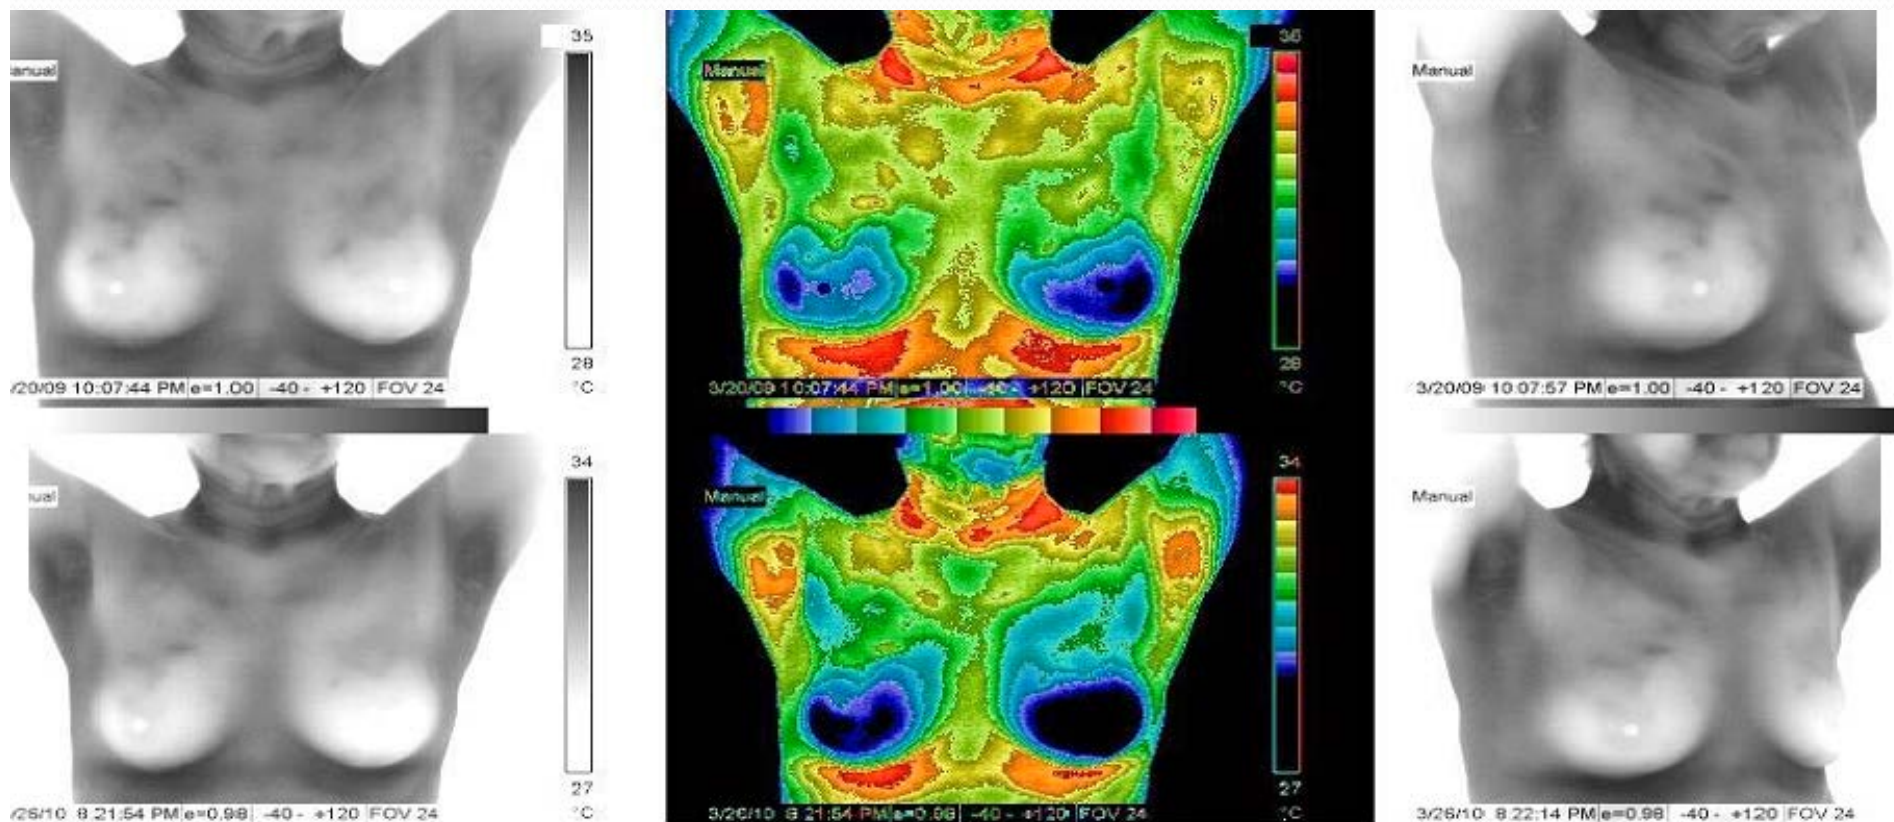 35
anual
28
°C
/20/09 10:07:44 PM e=1.00 -40 - +120 FOV 24
35
Manual
28
°C
3/20/09 10:07:44 PM e=1.00 -40 - +120 FOV 24
Manual
3/20/09 10:07:57 PM e=1.00 -40 - +120 FOV 24
34
ual
27
°C
/26/10 8:21:54 PM e=0.98 -40 - +120 FOV 24
34
Manual
27
°C
3/26/10 8:21:54 PM e=0.98 -40 - +120 FOV 24
Manual
3/26/10 8:22:14 PM e=0.98 -40 - +120 FOV 24